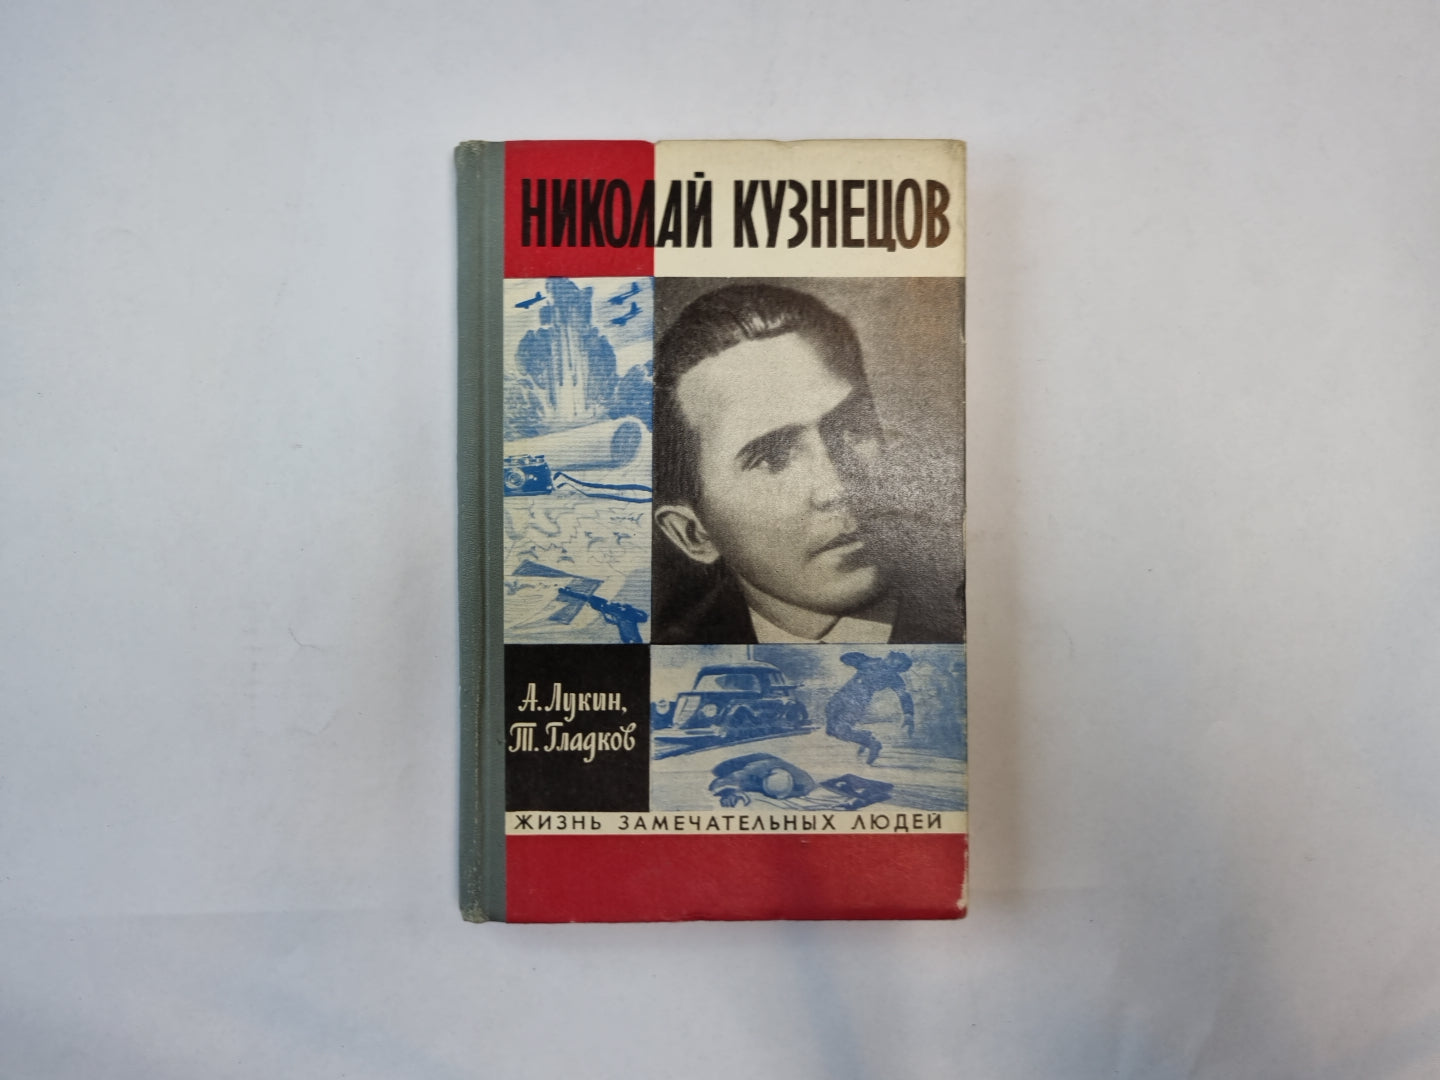 НИКОЛАЙ КУЗНЕЦОВ
А. Лукин,
Т. Гладков
ЖИЗНЬ ЗАМЕЧАТЕЛЬНЫХ ЛЮДЕЙ